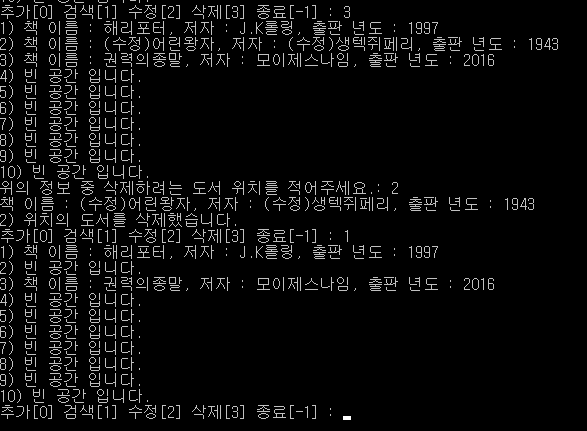 추가[0] 검색[1] 수정[2] 삭제[3] 종료[-1] : 3
1) 책 이름 : 해리포터, 저자 : J.K롤링, 출판 년도 : 1997
2) 책 이름 : (수정)어린왕자, 저자 : (수정)생텍쥐페리, 출판 년도 : 1943
3) 책 이름 : 권력의종말, 저자 : 모이제스나임, 출판 년도 : 2016
4) 빈 공간 입니다.
5) 빈 공간 입니다.
6) 빈 공간 입니다.
7) 빈 공간 입니다.
8) 빈 공간 입니다.
9) 빈 공간 입니다.
10) 빈 공간 입니다.
위의 정보 중 삭제하려는 도서 위치를 적어주세요.: 2
책 이름 : (수정)어린왕자, 저자 : (수정)생텍쥐페리, 출판 년도 : 1943
2) 위치의 도서를 삭제했습니다.
추가[0] 검색[1] 수정[2] 삭제[3] 종료[-1] : 1
1) 책 이름 : 해리포터, 저자 : J.K롤링, 출판 년도 : 1997
2) 빈 공간 입니다.
3) 책 이름 : 권력의종말, 저자 : 모이제스나임, 출판 년도 : 2016
4) 빈 공간 입니다.
5) 빈 공간 입니다.
6) 빈 공간 입니다.
7) 빈 공간 입니다.
8) 빈 공간 입니다.
9) 빈 공간 입니다.
10) 빈 공간 입니다.
추가[0] 검색[1] 수정[2] 삭제[3] 종료[-1] :